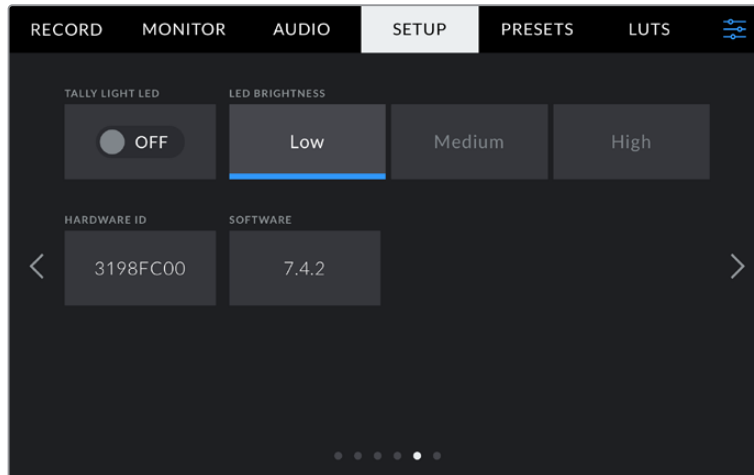 RECORD MONITOR AUDIO SETUP PRESETS LUTS
TALLY LIGHT LED LED BRIGHTNESS
OFF Low Medium High
HARDWARE ID SOFTWARE
3198FC00 7.4.2